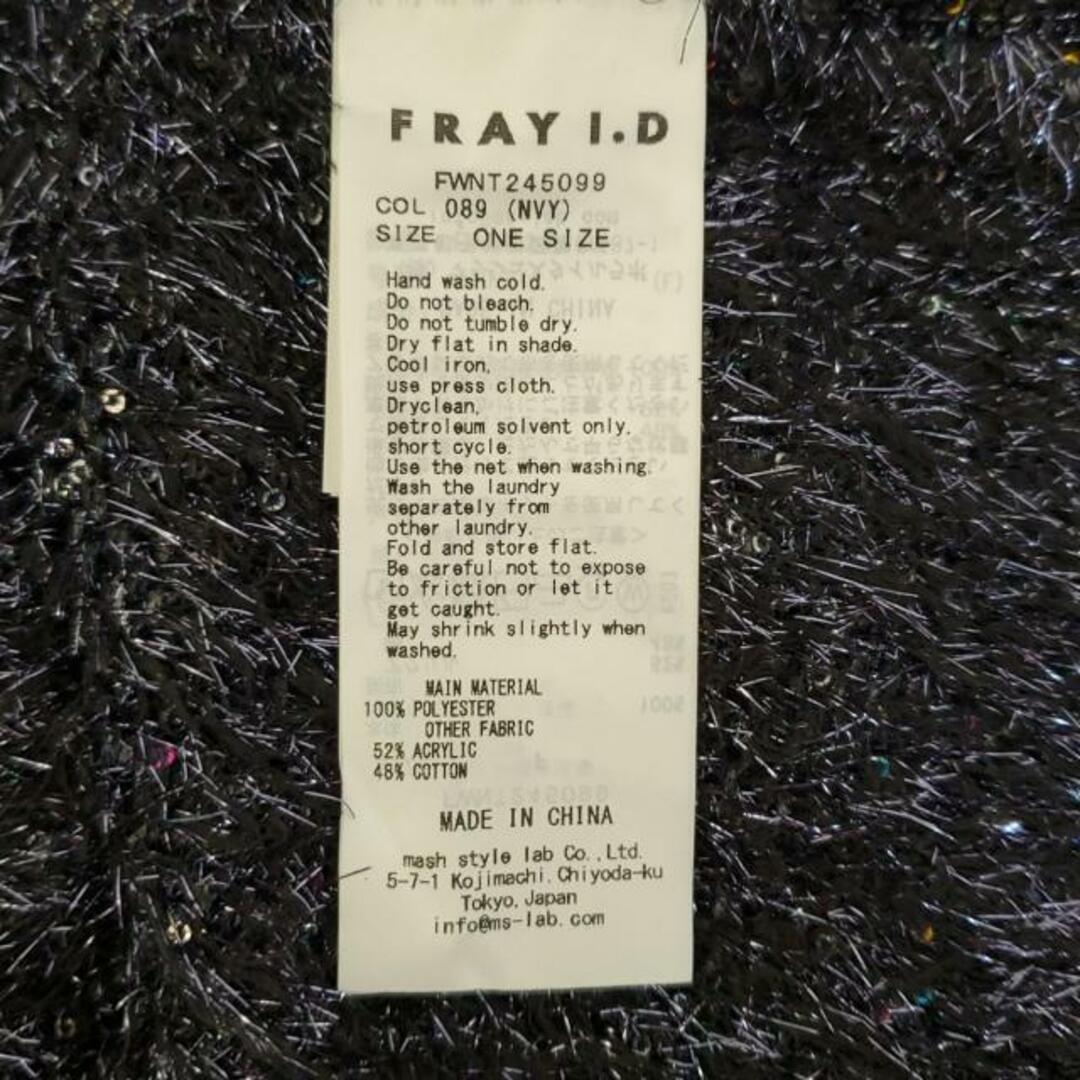 FRAY I.D
FWNT245099
COL 089 (NVY)
SIZE ONE SIZE
Hand wash cold.
Do not bleach.
Do not tumble dry.
Dry flat in shade.
Cool iron,
use press cloth.
Dryclean,
petroleum solvent only.
short cycle.
Use the net when washing.
Wash the laundry
separately from
other laundry.
Fold and store flat.
Be careful not to expose
to friction or let it
get caught.
May shrink slightly when
washed.
MAIN MATERIAL
100% POLYESTER
OTHER FABRIC
52% ACRYLIC
48% COTTON
MADE IN CHINA
mash style lab Co.,Ltd.
5-7-1 Kojimachi, Chiyoda-ku
Tokyo, Japan
info@ms-lab.com